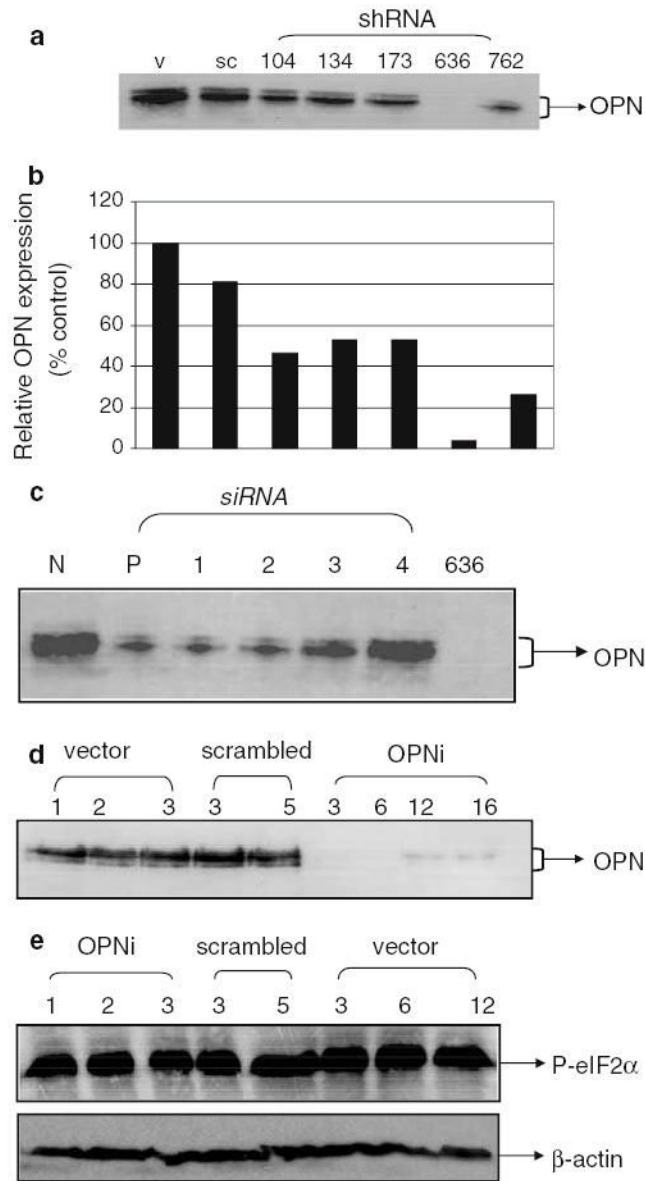 a
shRNA
v sc 104 134 173 636 762
OPN
b
Relative OPN expression
(% control)
120
100
80
60
40
20
0
c
siRNA
N P 1 2 3 4 636
OPN
d
vector scrambled OPNi
1 2 3 3 5 3 6 12 16
OPN
e
OPNi scrambled vector
1 2 3 3 5 3 6 12
P-eIF2α
β-actin